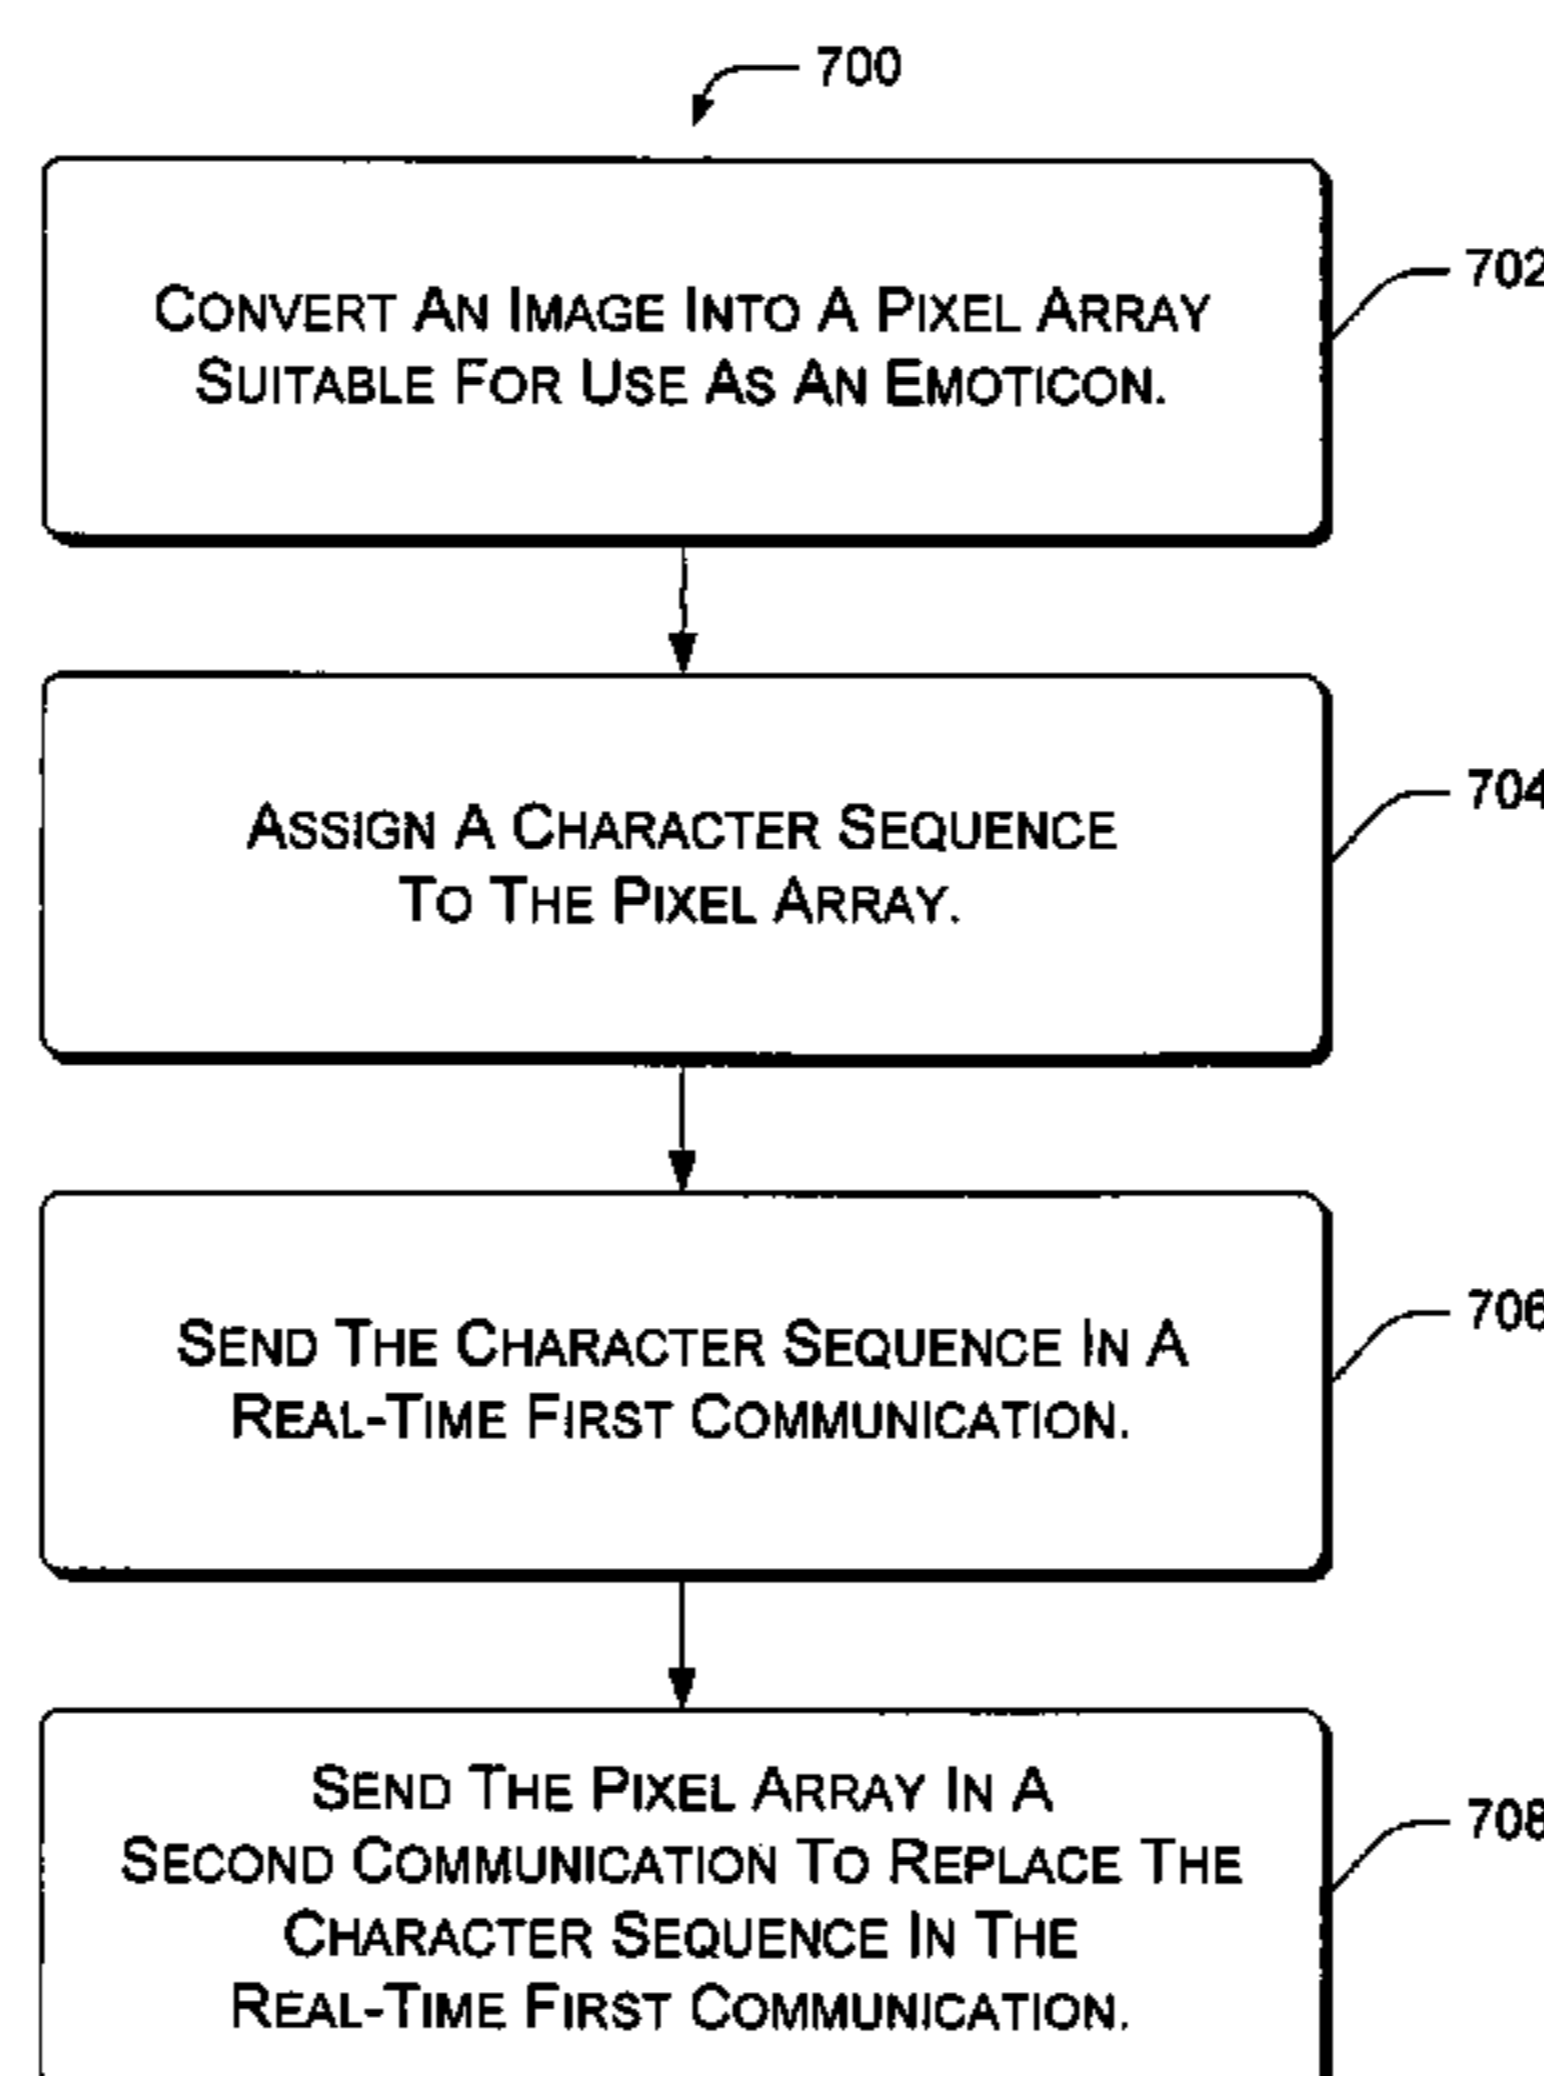 700
CONVERT AN IMAGE INTO A PIXEL ARRAY
SUITABLE FOR USE AS AN EMOTICON.
702
ASSIGN A CHARACTER SEQUENCE
TO THE PIXEL ARRAY.
704
SEND THE CHARACTER SEQUENCE IN A
REAL-TIME FIRST COMMUNICATION.
706
SEND THE PIXEL ARRAY IN A
SECOND COMMUNICATION TO REPLACE THE
CHARACTER SEQUENCE IN THE
REAL-TIME FIRST COMMUNICATION.
708